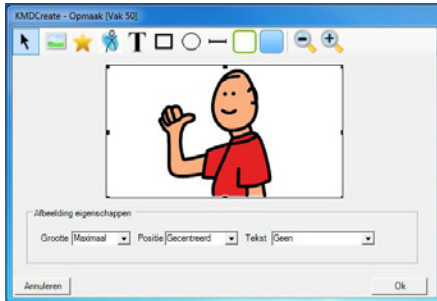 KMDCreate - Opmaak [Vak 50]
T
Afbeelding eigenschappen
Grootte Maximaal Positie Gecentreerd Tekst Geen
Annuleren Ok